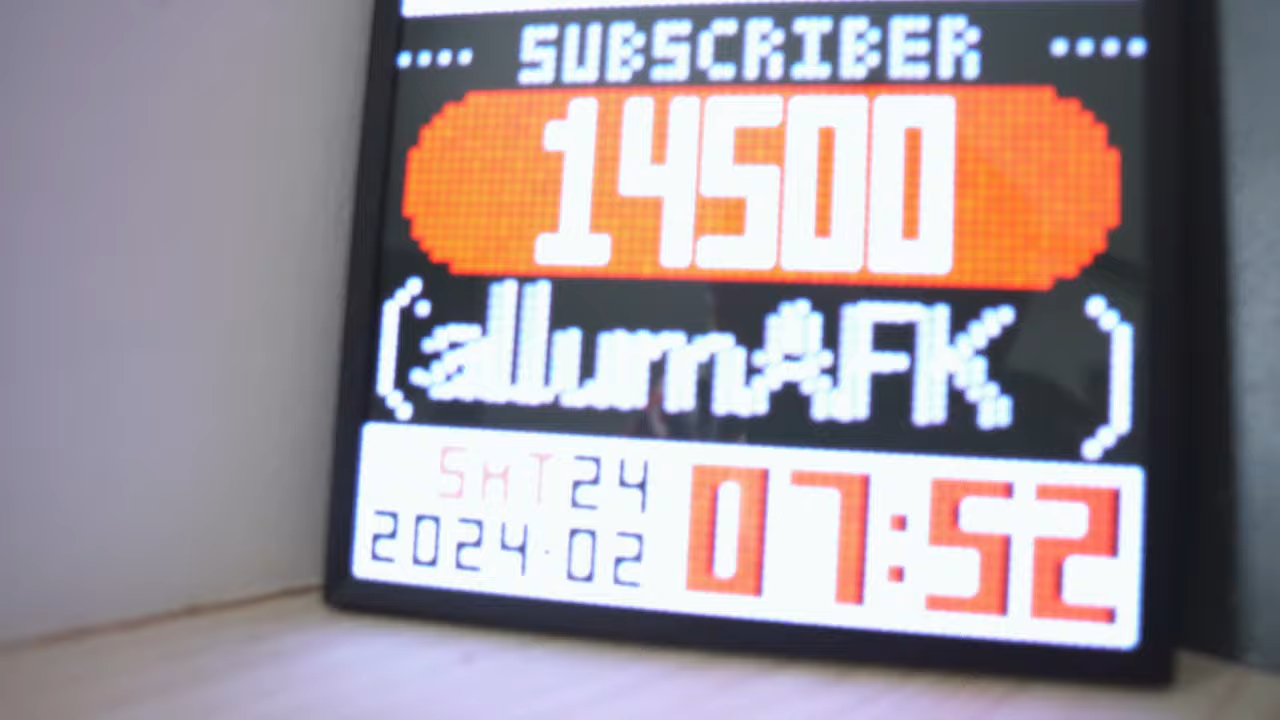 SUBSCRIBER
14500
(allumAFK )
SAT 24 07:52
2024.02